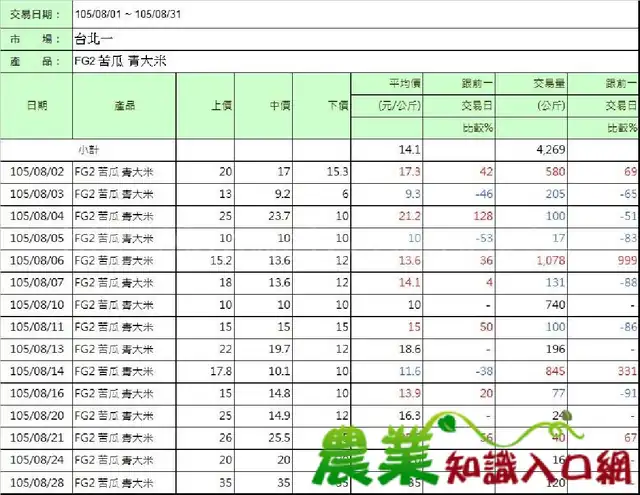 交易日期： 105/08/01 ~ 105/08/31
市 場： 台北一
產 品： FG2 苦瓜 青大米
日期 產品 上價 中價 下價 平均價 (元/公斤) 跟前一 交易日 比較% 交易量 (公斤) 跟前一 交易日 比較%
小計 14.1 4,269
105/08/02 FG2 苦瓜 青大米 20 17 15.3 17.3 42 580 69
105/08/03 FG2 苦瓜 青大米 13 9.2 6 9.3 -46 205 -65
105/08/04 FG2 苦瓜 青大米 25 23.7 10 21.2 128 100 -51
105/08/05 FG2 苦瓜 青大米 10 10 10 10 -53 17 -83
105/08/06 FG2 苦瓜 青大米 15.2 13.6 12 13.6 36 1,078 999
105/08/07 FG2 苦瓜 青大米 18 13.6 12 14.1 4 131 -88
105/08/10 FG2 苦瓜 青大米 10 10 10 10 - 740 -
105/08/11 FG2 苦瓜 青大米 15 15 15 15 50 100 -86
105/08/13 FG2 苦瓜 青大米 22 19.7 12 18.6 - 196 -
105/08/14 FG2 苦瓜 青大米 17.8 10.1 10 11.6 -38 845 331
105/08/16 FG2 苦瓜 青大米 15 14.8 10 13.9 20 77 -91
105/08/20 FG2 苦瓜 青大米 25 14.9 12 16.3 - 24 -
105/08/21 FG2 苦瓜 青大米 26 25.5 56 40 67
105/08/24 FG2 苦瓜 青大米 20 20 16
105/08/28 FG2 苦瓜 青大米 35 35 35 35 120
農業知識入口網